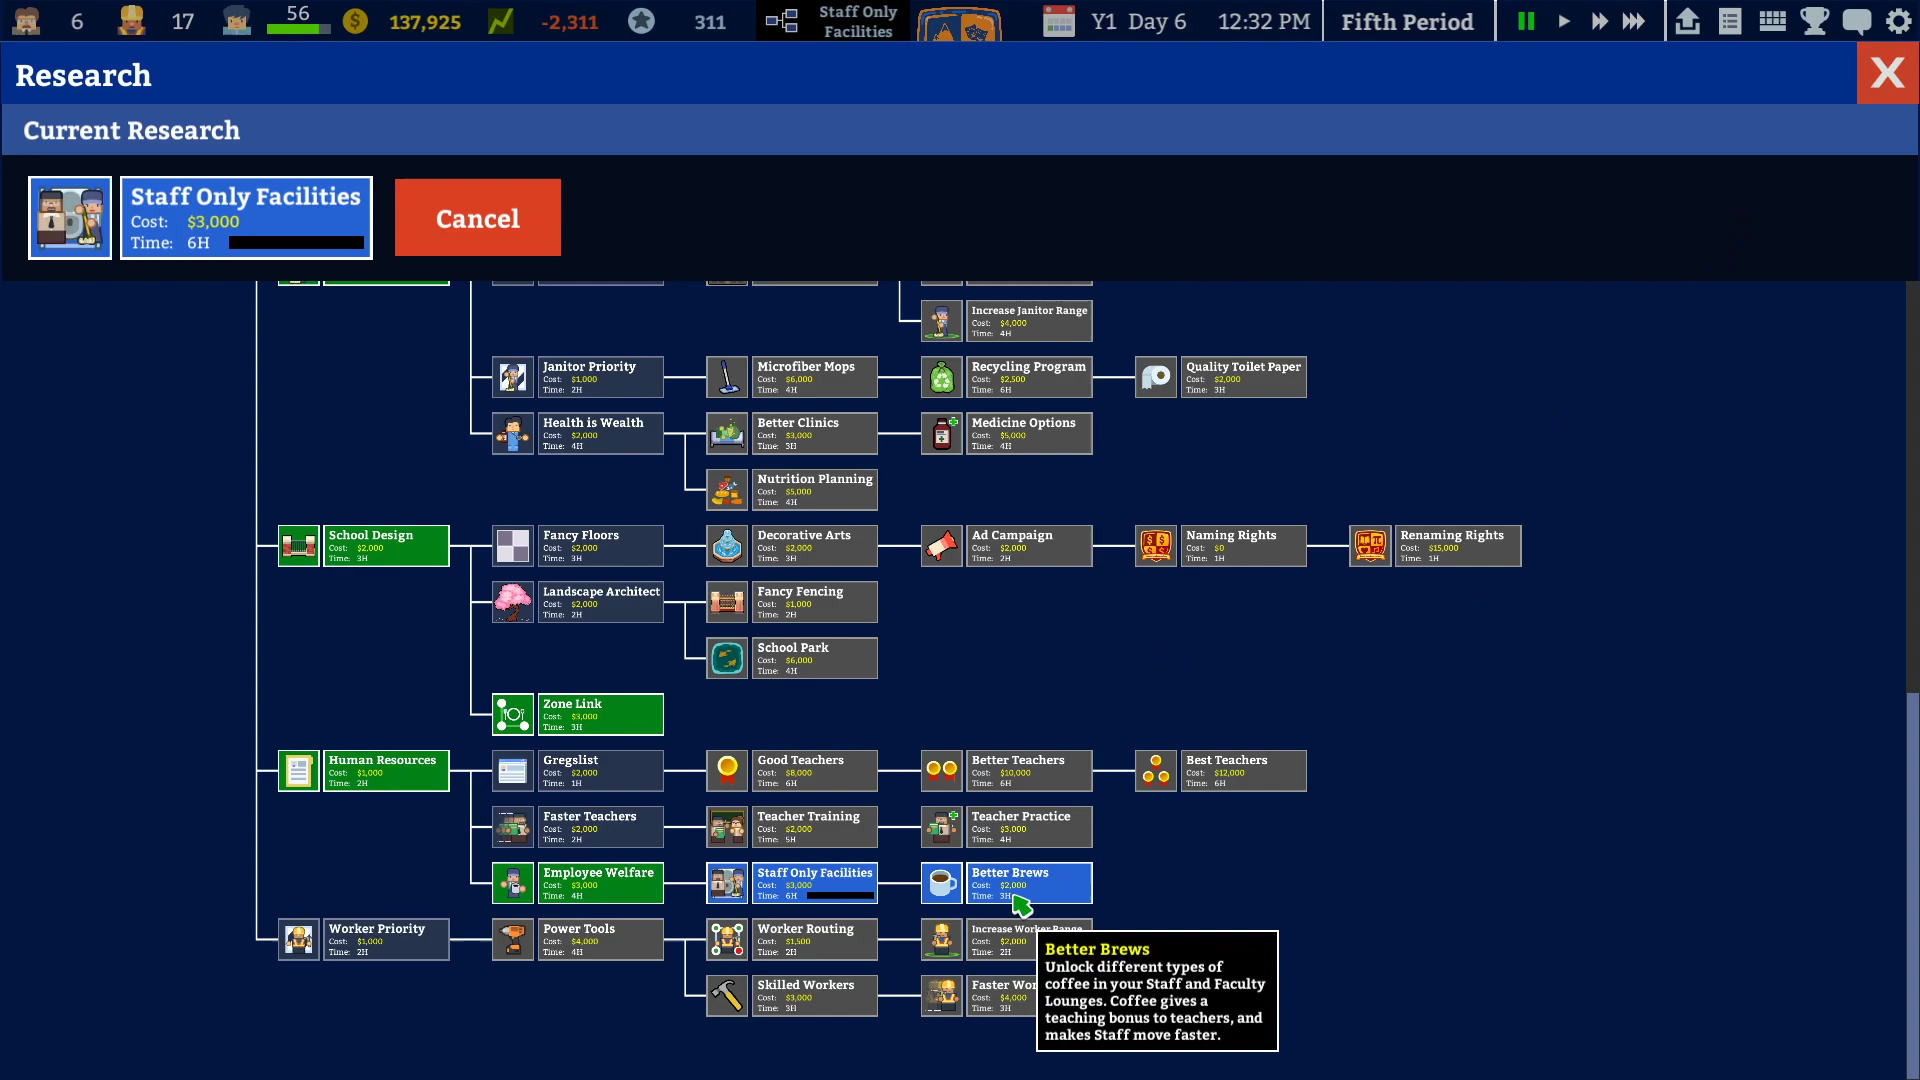 6
17
56
137,925
-2,311
311
Staff Only
Facilities
Y1 Day 6
12:32 PM
Fifth Period
Research
X
Current Research
Staff Only Facilities
Cost: $3,000
Time: 6H
Cancel
Increase Janitor Range
Cost: $4,000
Time: 4H
Janitor Priority
Cost: $1,000
Time: 2H
Microfiber Mops
Cost: $6,000
Time: 4H
Recycling Program
Cost: $2,500
Time: 6H
Quality Toilet Paper
Cost: $2,000
Time: 3H
Health is Wealth
Cost: $2,000
Time: 4H
Better Clinics
Cost: $3,000
Time: 3H
Medicine Options
Cost: $5,000
Time: 4H
Nutrition Planning
Cost: $5,000
Time: 4H
School Design
Cost: $2,000
Time: 3H
Fancy Floors
Cost: $2,000
Time: 3H
Decorative Arts
Cost: $2,000
Time: 3H
Ad Campaign
Cost: $2,000
Time: 2H
Naming Rights
Cost: $0
Time: 1H
Renaming Rights
Cost: $15,000
Time: 1H
Landscape Architect
Cost: $2,000
Time: 2H
Fancy Fencing
Cost: $1,000
Time: 2H
School Park
Cost: $6,000
Time: 4H
Zone Link
Cost: $3,000
Time: 3H
Human Resources
Cost: $1,000
Time: 2H
Gregslist
Cost: $2,000
Time: 1H
Good Teachers
Cost: $8,000
Time: 6H
Better Teachers
Cost: $10,000
Time: 6H
Best Teachers
Cost: $12,000
Time: 6H
Faster Teachers
Cost: $2,000
Time: 2H
Teacher Training
Cost: $2,000
Time: 5H
Teacher Practice
Cost: $3,000
Time: 4H
Employee Welfare
Cost: $3,000
Time: 4H
Staff Only Facilities
Cost: $3,000
Time: 6H
Better Brews
Cost: $2,000
Time: 3H
Worker Priority
Cost: $1,000
Time: 2H
Power Tools
Cost: $4,000
Time: 4H
Worker Routing
Cost: $1,500
Time: 2H
Increase Worker Range
Cost: $2,000
Time: 2H
Skilled Workers
Cost: $3,000
Time: 3H
Faster Wor
Cost: $4,000
Time: 3H
Better Brews
Unlock different types of
coffee in your Staff and Faculty
Lounges. Coffee gives a
teaching bonus to teachers, and
makes Staff move faster.